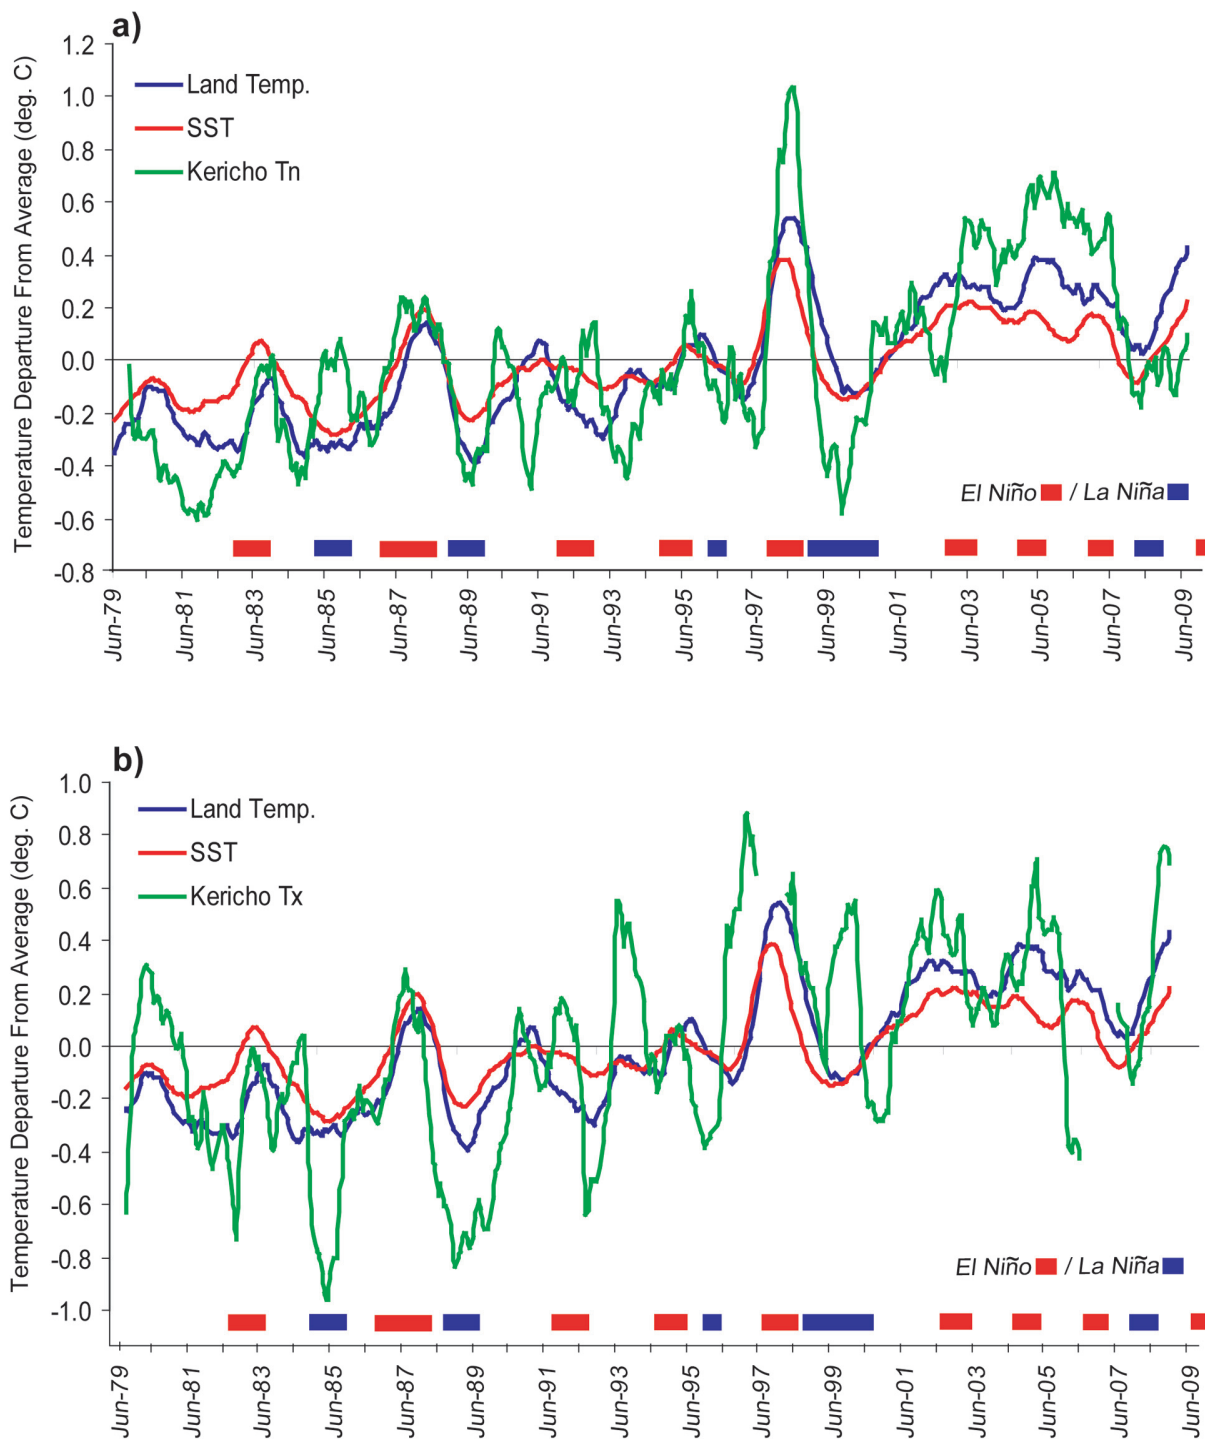 a)
Temperature Departure From Average (deg. C)
1.2
1.0
0.8
0.6
0.4
0.2
0.0
-0.2
-0.4
-0.6
-0.8
Land Temp.
SST
Kericho Tn
El Niño / La Niña
Jun-79
Jun-81
Jun-83
Jun-85
Jun-87
Jun-89
Jun-91
Jun-93
Jun-95
Jun-97
Jun-99
Jun-01
Jun-03
Jun-05
Jun-07
Jun-09
b)
Temperature Departure From Average (deg. C)
1.0
0.8
0.6
0.4
0.2
0.0
-0.2
-0.4
-0.6
-0.8
-1.0
Land Temp.
SST
Kericho Tx
El Niño / La Niña
Jun-79
Jun-81
Jun-83
Jun-85
Jun-87
Jun-89
Jun-91
Jun-93
Jun-95
Jun-97
Jun-99
Jun-01
Jun-03
Jun-05
Jun-07
Jun-09